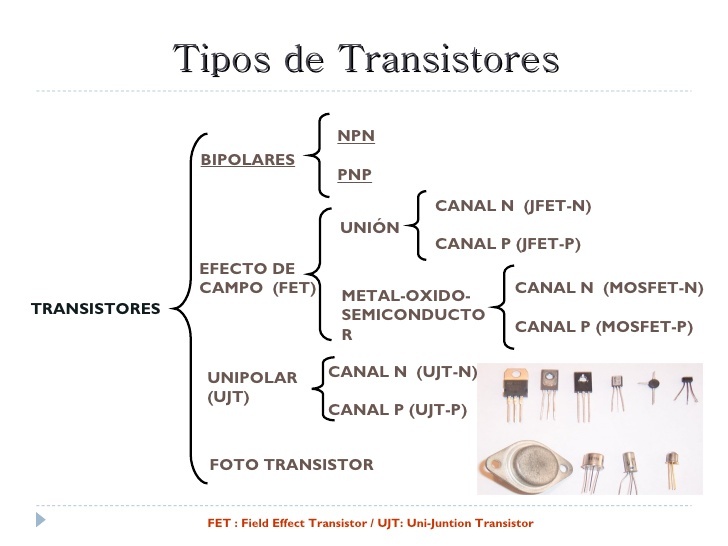 Tipos de Transistores
TRANSISTORES
BIPOLARES
NPN
PNP
EFECTO DE
CAMPO (FET)
UNIÓN
CANAL N (JFET-N)
CANAL P (JFET-P)
METAL-OXIDO-
SEMICONDUCTO
R
CANAL N (MOSFET-N)
CANAL P (MOSFET-P)
UNIPOLAR
(UJT)
CANAL N (UJT-N)
CANAL P (UJT-P)
FOTO TRANSISTOR
FET : Field Effect Transistor / UJT: Uni-Juntion Transistor